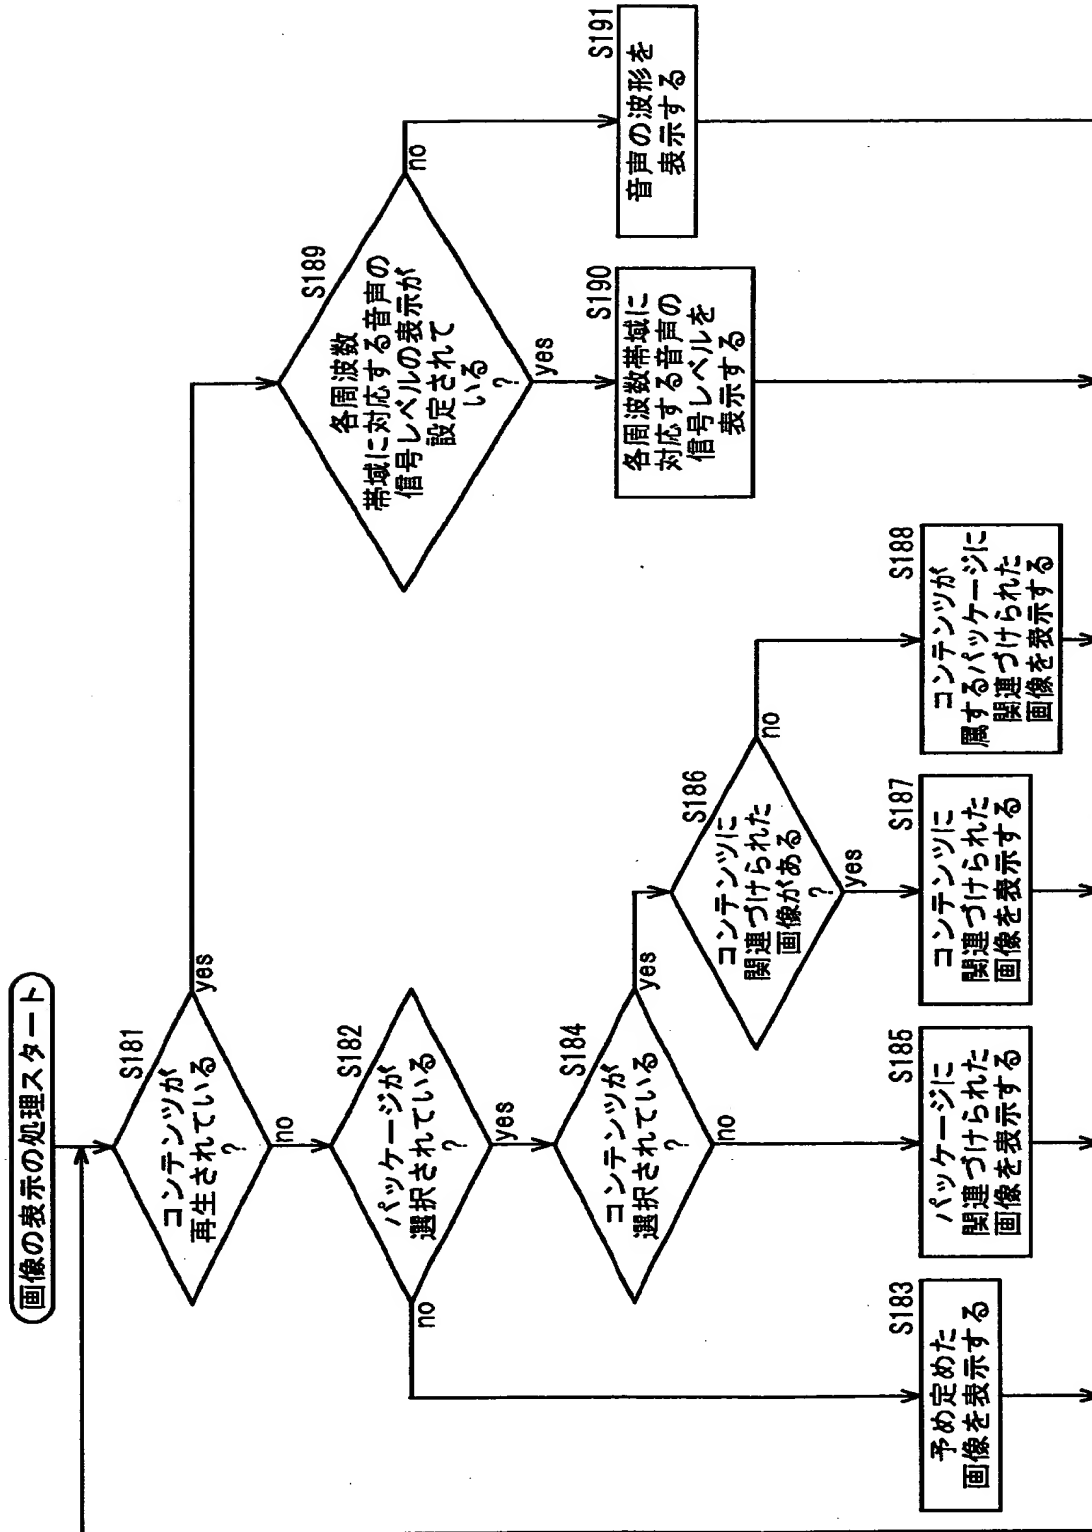 画像の表示の処理スタート
S181
コンテンツが
再生されている
?
yes
no
S182
パッケージが
選択されている
?
no
yes
S184
コンテンツが
選択されている
?
yes
no
S186
コンテンツに
関連づけられた
画像がある
?
no
yes
S189
各周波数
帯域に対応する音声の
信号レベルの表示が
設定されて
いる
?
no
yes
S183
予め定めた
画像を表示する
S185
パッケージに
関連づけられた
画像を表示する
S187
コンテンツに
関連づけられた
画像を表示する
S188
コンテンツが
属するパッケージに
関連づけられた
画像を表示する
S190
各周波数帯域に
対応する音声の
信号レベルを
表示する
S191
音声の波形を
表示する